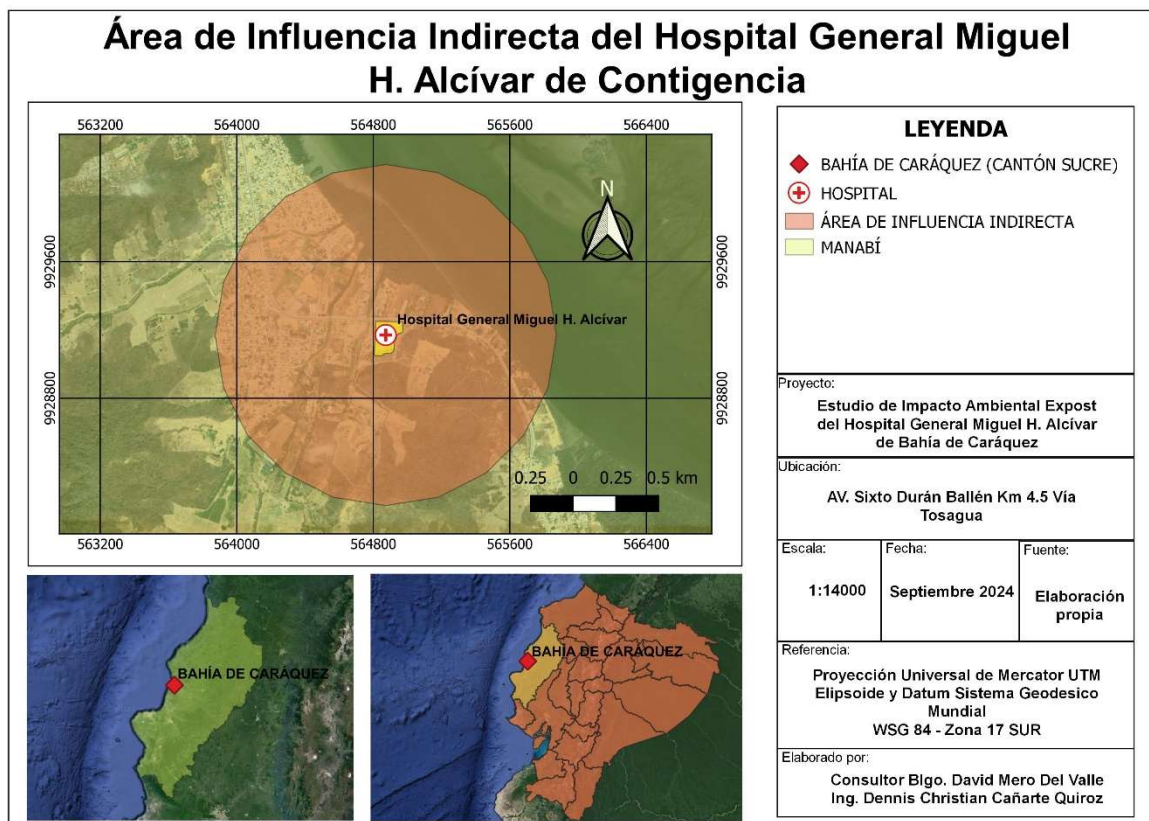 Área de Influencia Indirecta del Hospital General Miguel
H. Alcívar de Contigencia
563200 564000 564800 565600 566400
9929600
9928800
9929600
9928800
N
Hospital General Miguel H. Alcívar
0.25 0 0.25 0.5 km
563200 564000 564800 565600 566400
BAHÍA DE CARÁQUEZ
BAHÍA DE CARÁQUEZ
LEYENDA
BAHÍA DE CARÁQUEZ (CANTÓN SUCRE)
HOSPITAL
ÁREA DE INFLUENCIA INDIRECTA
MANABÍ
Proyecto:
Estudio de Impacto Ambiental Expost
del Hospital General Miguel H. Alcívar
de Bahía de Caráquez
Ubicación:
AV. Sixto Durán Ballén Km 4.5 Vía
Tosagua
Escala:
1:14000
Fecha:
Septiembre 2024
Fuente:
Elaboración
propia
Referencia:
Proyección Universal de Mercator UTM
Elipsoide y Datum Sistema Geodesico
Mundial
WSG 84 - Zona 17 SUR
Elaborado por:
Consultor Blgo. David Mero Del Valle
Ing. Dennis Christian Cañarte Quiroz